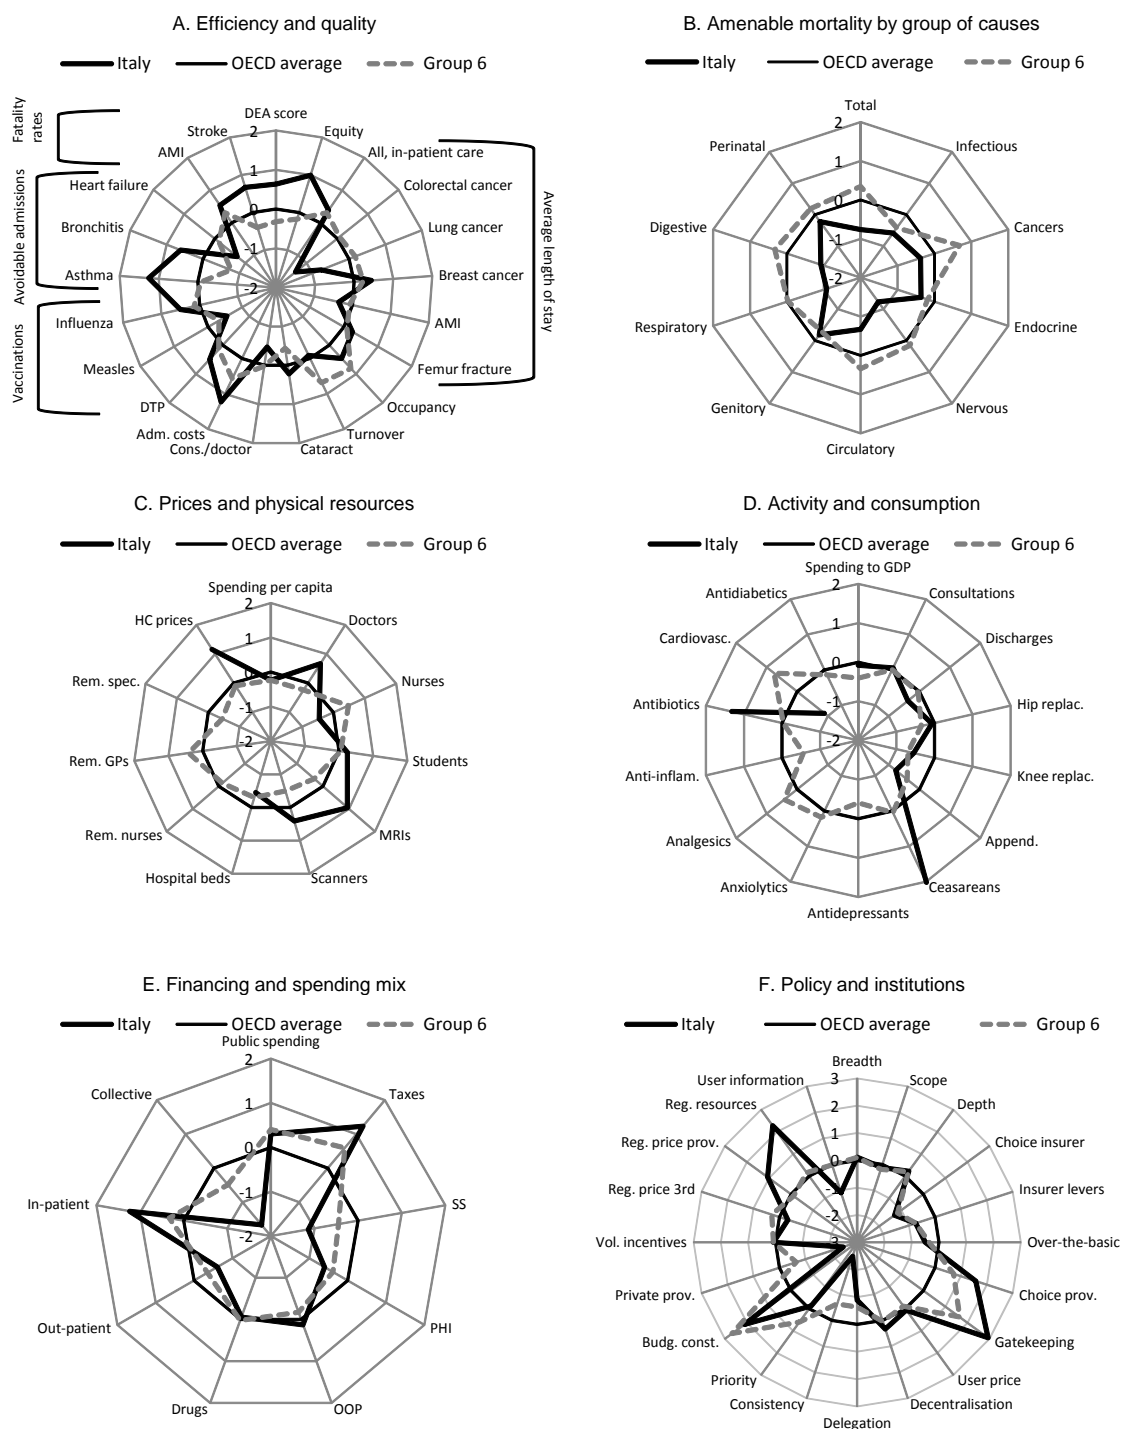 A. Efficiency and quality
Italy OECD average Group 6
Fatality
rates
Avoidable admissions
Vaccinations
Average length of stay
DEA score
Equity
All, in-patient care
Colorectal cancer
Lung cancer
Breast cancer
AMI
Femur fracture
Occupancy
Turnover
Cataract
Cons./doctor
Adm. costs
DTP
Measles
Influenza
Asthma
Bronchitis
Heart failure
AMI
Stroke
2
1
0
-1
-2
B. Amenable mortality by group of causes
Italy OECD average Group 6
Total
Infectious
Cancers
Endocrine
Nervous
Circulatory
Genitory
Respiratory
Digestive
Perinatal
2
1
0
-1
-2
C. Prices and physical resources
Italy OECD average Group 6
Spending per capita
Doctors
Nurses
Students
MRIs
Scanners
Hospital beds
Rem. nurses
Rem. GPs
Rem. spec.
HC prices
2
1
0
-1
-2
D. Activity and consumption
Italy OECD average Group 6
Spending to GDP
Consultations
Discharges
Hip replac.
Knee replac.
Append.
Ceasareans
Antidepressants
Anxiolytics
Analgesics
Anti-inflam.
Antibiotics
Cardiovasc.
Antidiabetics
2
1
0
-1
-2
E. Financing and spending mix
Italy OECD average Group 6
Public spending
Taxes
SS
PHI
OOP
Drugs
Out-patient
In-patient
Collective
2
1
0
-1
-2
F. Policy and institutions
Italy OECD average Group 6
Breadth
Scope
Depth
Choice insurer
Insurer levers
Over-the-basic
Choice prov.
Gatekeeping
User price
Decentralisation
Delegation
Consistency
Priority
Budg. const.
Private prov.
Vol. incentives
Reg. price 3rd
Reg. price prov.
Reg. resources
User information
3
2
1
0
-1
-2
-3